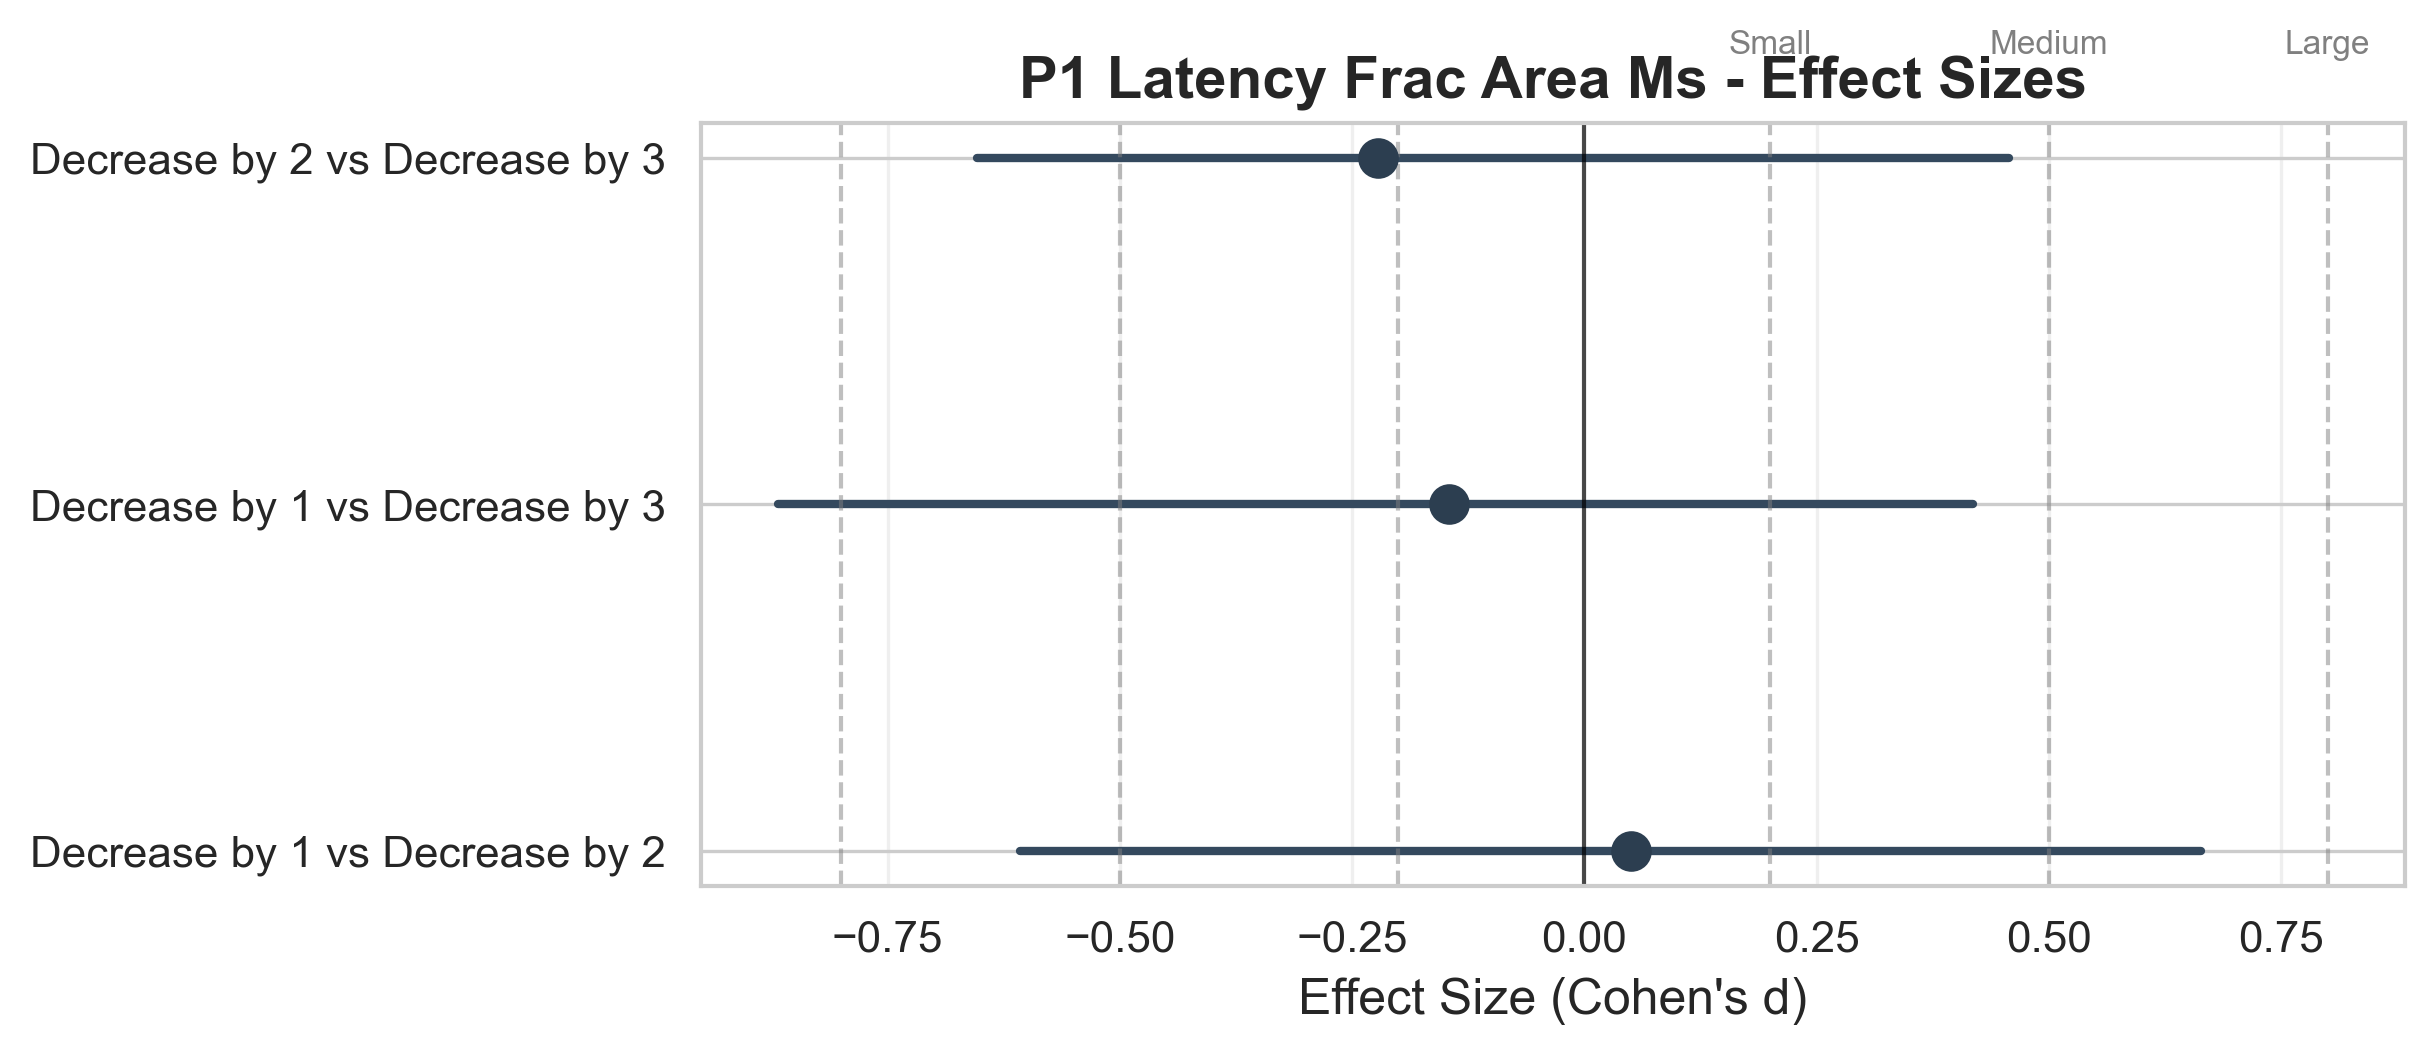 Small Medium Large
P1 Latency Frac Area Ms - Effect Sizes
Decrease by 2 vs Decrease by 3
Decrease by 1 vs Decrease by 3
Decrease by 1 vs Decrease by 2
−0.75 −0.50 −0.25 0.00 0.25 0.50 0.75
Effect Size (Cohen's d)